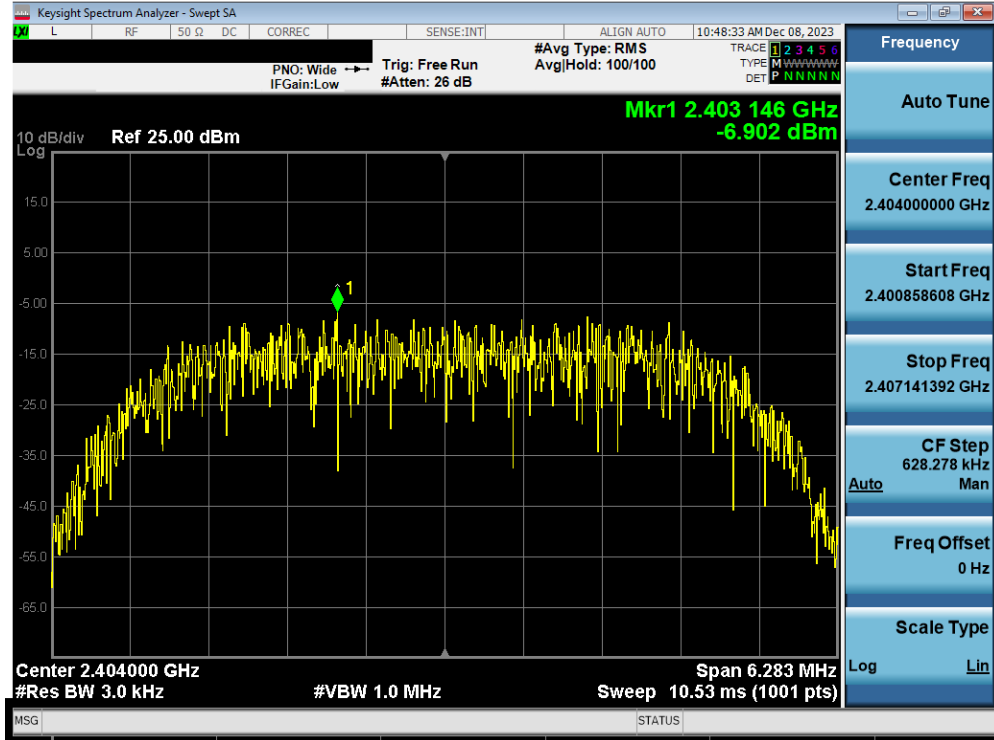 Keysight Spectrum Analyzer - Swept SA
LXI L RF 50 Ω DC CORREC SENSE:INT ALIGN AUTO 10:48:33 AM Dec 08, 2023
#Avg Type: RMS TRACE 1 2 3 4 5 6
PNO: Wide Trig: Free Run Avg|Hold: 100/100 TYPE M WWWWW
IFGain:Low #Atten: 26 dB DET P N N N N N
Mkr1 2.403 146 GHz
-6.902 dBm
10 dB/div Ref 25.00 dBm
Log
15.0
5.00
1
-5.00
-15.0
-25.0
-35.0
-45.0
-55.0
-65.0
Center 2.404000 GHz Span 6.283 MHz
#Res BW 3.0 kHz #VBW 1.0 MHz Sweep 10.53 ms (1001 pts)
MSG STATUS
Frequency
Auto Tune
Center Freq
2.404000000 GHz
Start Freq
2.400858608 GHz
Stop Freq
2.407141392 GHz
CF Step
628.278 kHz
Auto Man
Freq Offset
0 Hz
Scale Type
Log Lin